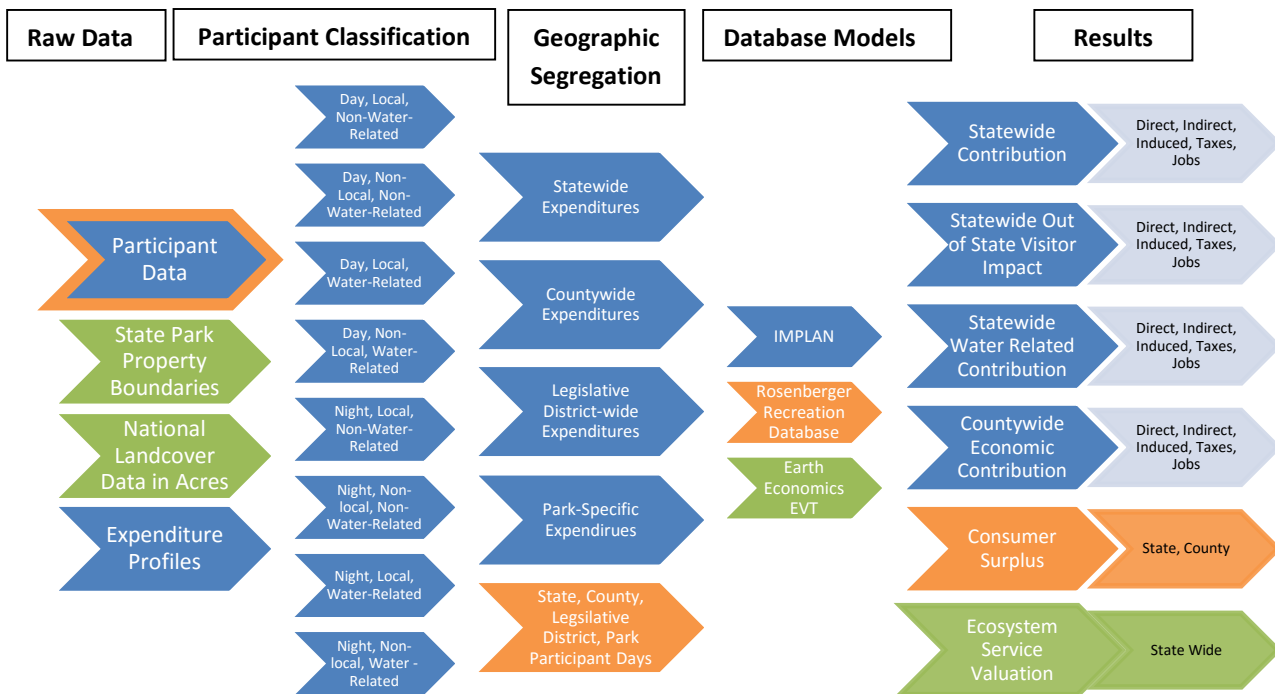 Raw Data
Participant Classification
Geographic
Segregation
Database Models
Results
Participant
Data
State Park
Property
Boundaries
National
Landcover
Data in Acres
Expenditure
Profiles
Day, Local,
Non-Water-
Related
Day, Non-
Local, Non-
Water-Related
Day, Local,
Water-Related
Day, Non-
Local, Water-
Related
Night, Local,
Non-Water-
Related
Night, Non-
local, Non-
Water-Related
Night, Local,
Water-Related
Night, Non-
local, Water -
Related
Statewide
Expenditures
Countywide
Expenditures
Legislative
District-wide
Expenditures
Park-Specific
Expendirues
State, County,
Legsilative
District, Park
Participant Days
IMPLAN
Rosenberger
Recreation
Database
Earth
Economics
EVT
Statewide
Contribution
Direct, Indirect,
Induced, Taxes,
Jobs
Statewide Out
of State Visitor
Impact
Direct, Indirect,
Induced, Taxes,
Jobs
Statewide
Water Related
Contribution
Direct, Indirect,
Induced, Taxes,
Jobs
Countywide
Economic
Contribution
Direct, Indirect,
Induced, Taxes,
Jobs
Consumer
Surplus
State, County
Ecosystem
Service
Valuation
State Wide